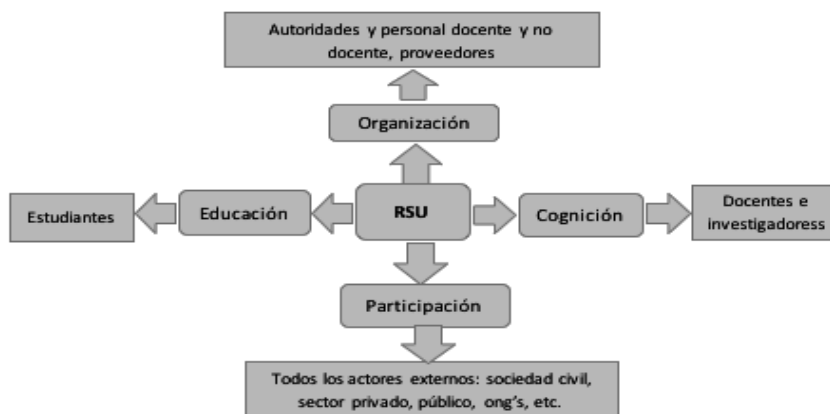 Autoridades y personal docente y no
docente, proveedores
Organización
Estudiantes
Educación
RSU
Cognición
Docentes e
investigadoress
Participación
Todos los actores externos: sociedad civil,
sector privado, público, ong's, etc.